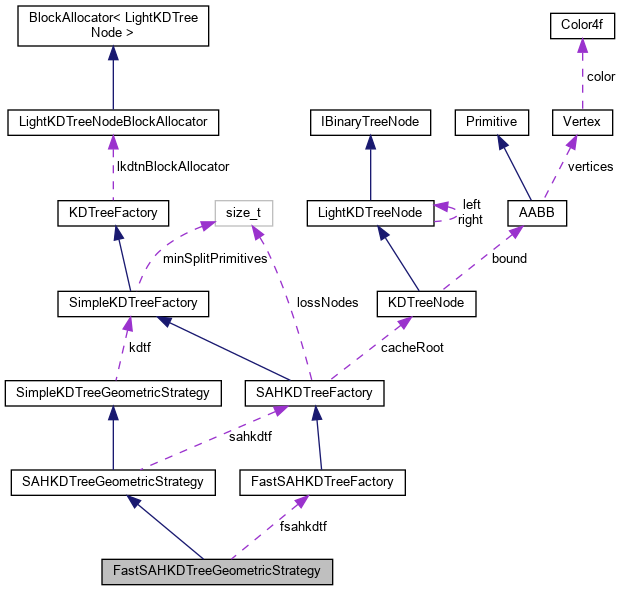 BlockAllocator< LightKDTree
Node >
Color4f
color
LightKDTreeNodeBlockAllocator
IBinaryTreeNode
Primitive
Vertex
lkdtnBlockAllocator
vertices
KDTreeFactory
size_t
LightKDTreeNode
left
right
AABB
minSplitPrimitives
bound
SimpleKDTreeFactory
lossNodes
KDTreeNode
kdtf
cacheRoot
SimpleKDTreeGeometricStrategy
SAHKDTreeFactory
sahkdtf
SAHKDTreeGeometricStrategy
FastSAHKDTreeFactory
fsahkdtf
FastSAHKDTreeGeometricStrategy